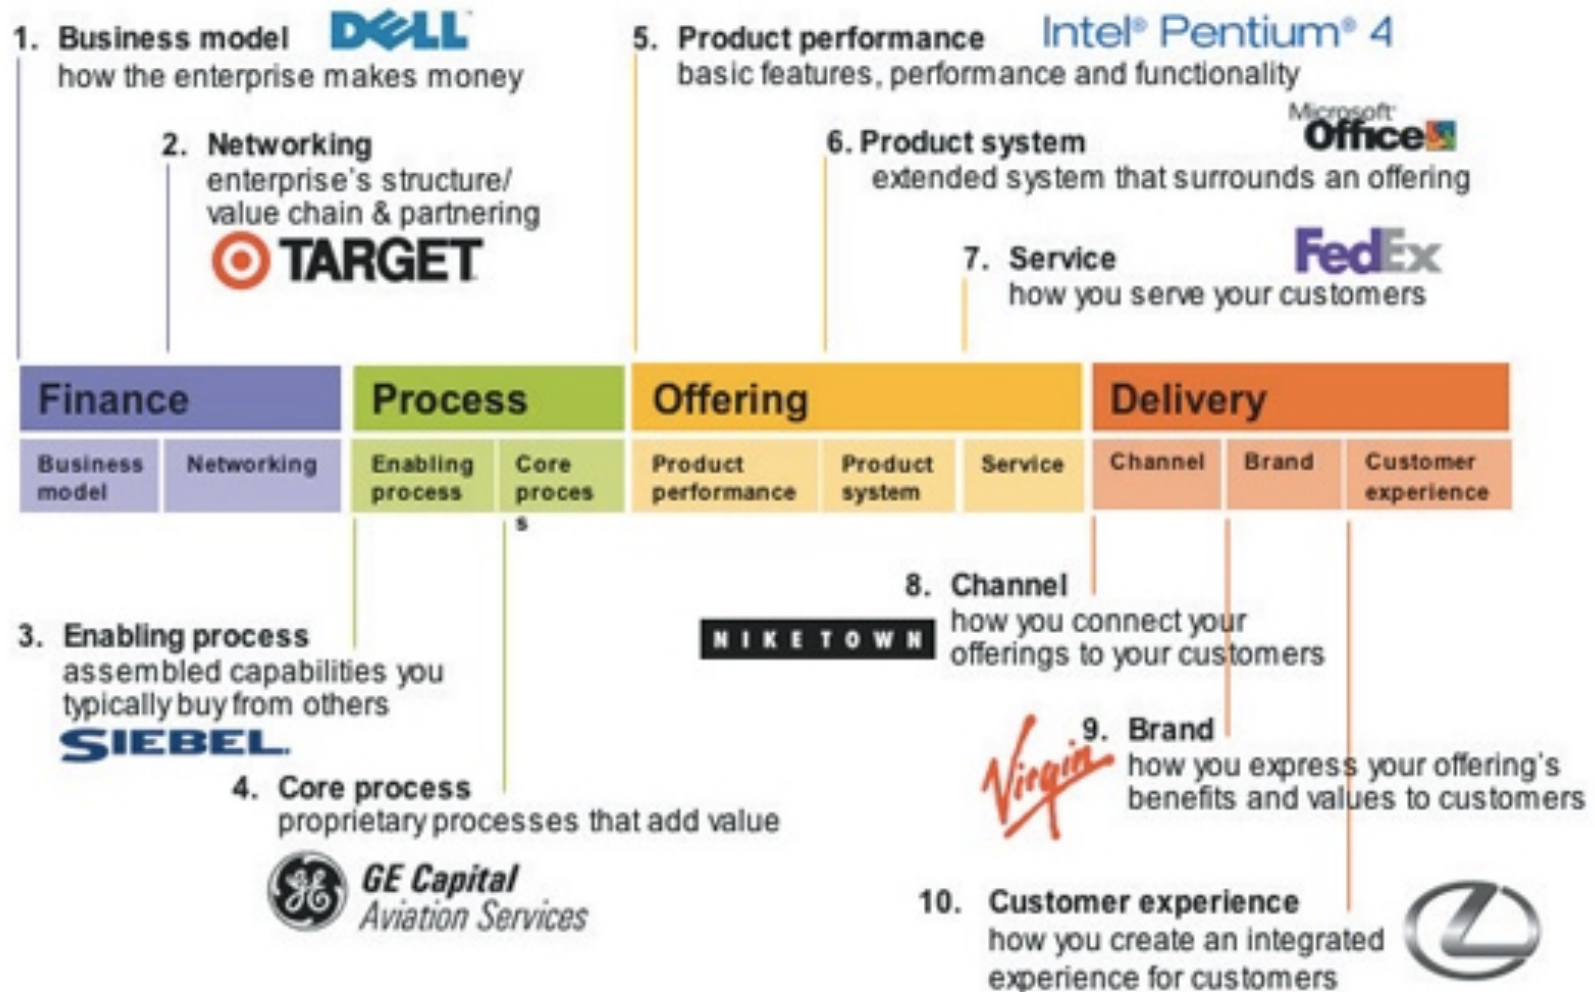 1. Business model DELL
how the enterprise makes money
2. Networking
enterprise's structure/
value chain & partnering
TARGET
5. Product performance Intel® Pentium® 4
basic features, performance and functionality
Microsoft®
Office
6. Product system
extended system that surrounds an offering
7. Service FedEx
how you serve your customers
Finance Process Offering Delivery
Business Networking Enabling Core Product Product Service Channel Brand Customer
model process proces performance system experience
s
3. Enabling process
assembled capabilities you
typically buy from others
SIEBEL.
4. Core process
proprietary processes that add value
GE
GE Capital
Aviation Services
8. Channel
NIKETOWN
how you connect your
offerings to your customers
Virgin
9. Brand
how you express your offering's
benefits and values to customers
10. Customer experience
how you create an integrated
experience for customers